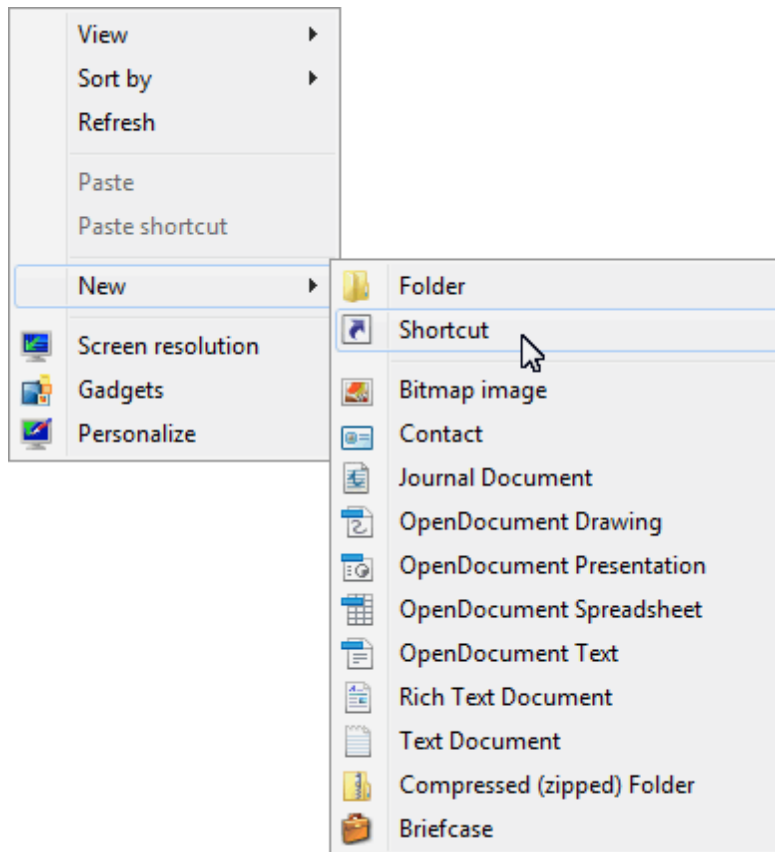 View
Sort by
Refresh
Paste
Paste shortcut
New
Screen resolution
Gadgets
Personalize
Folder
Shortcut
Bitmap image
Contact
Journal Document
OpenDocument Drawing
OpenDocument Presentation
OpenDocument Spreadsheet
OpenDocument Text
Rich Text Document
Text Document
Compressed (zipped) Folder
Briefcase